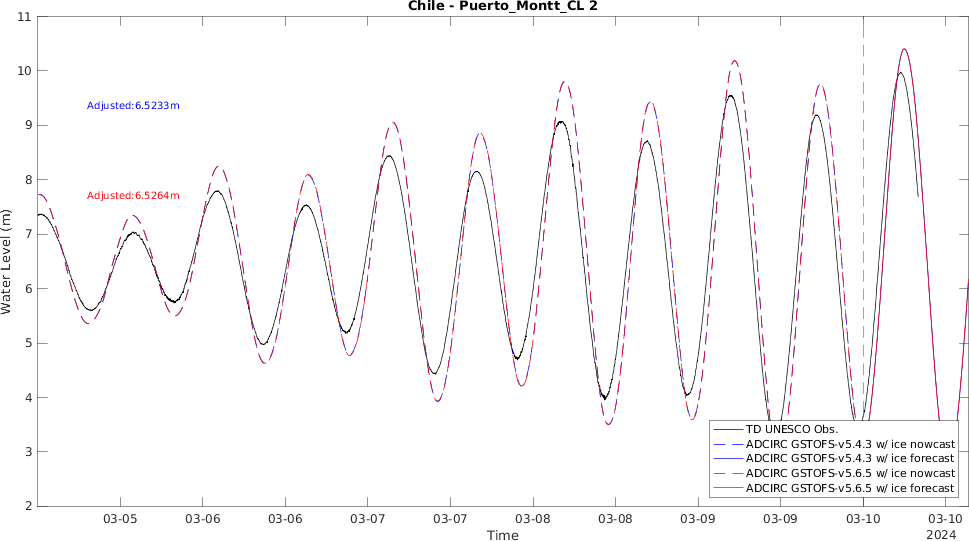 Chile - Puerto_Montt_CL 2
11
10
9
8
7
6
5
4
3
2
Water Level (m)
Adjusted:6.5233m
Adjusted:6.5264m
TD UNESCO Obs.
ADCIRC GSTOFS-v5.4.3 w/ ice nowcast
ADCIRC GSTOFS-v5.4.3 w/ ice forecast
ADCIRC GSTOFS-v5.6.5 w/ ice nowcast
ADCIRC GSTOFS-v5.6.5 w/ ice forecast
03-05 03-06 03-06 03-07 03-07 03-08 03-08 03-09 03-09 03-10 03-10
Time
2024